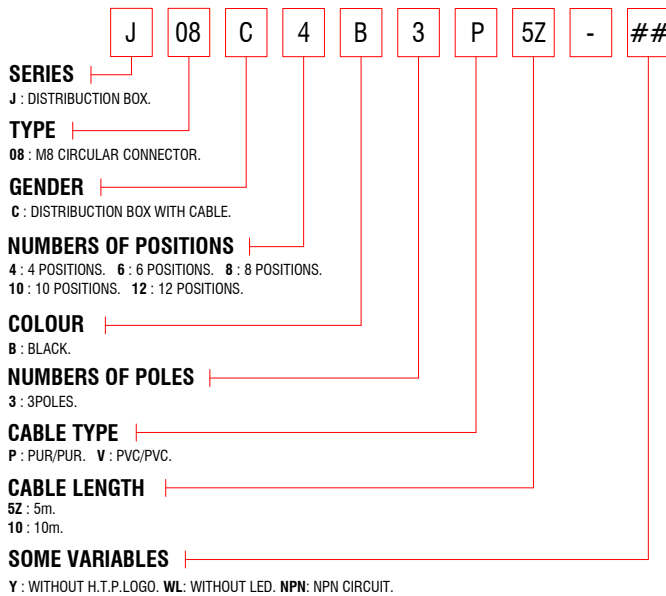 J 08 C 4 B 3 P 5Z - ##
SERIES
J : DISTRIBUCTION BOX.
TYPE
08 : M8 CIRCULAR CONNECTOR.
GENDER
C : DISTRIBUCTION BOX WITH CABLE.
NUMBERS OF POSITIONS
4 : 4 POSITIONS. 6 : 6 POSITIONS. 8 : 8 POSITIONS.
10 : 10 POSITIONS. 12 : 12 POSITIONS.
COLOUR
B : BLACK.
NUMBERS OF POLES
3 : 3POLES.
CABLE TYPE
P : PUR/PUR. V : PVC/PVC.
CABLE LENGTH
5Z : 5m.
10 : 10m.
SOME VARIABLES
Y : WITHOUT H.T.P.LOGO. WL: WITHOUT LED. NPN: NPN CIRCUIT.